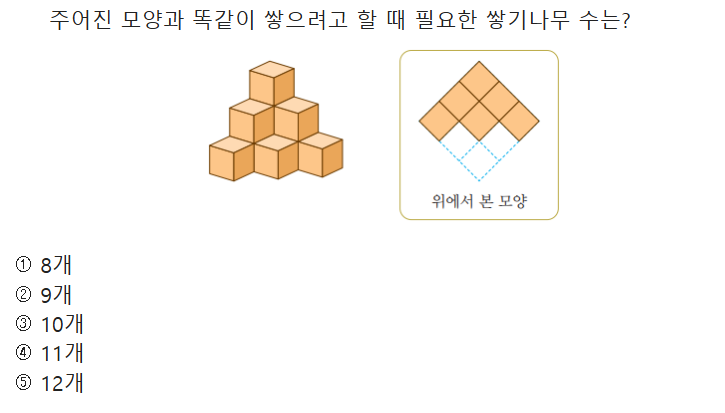 주어진 모양과 똑같이 쌓으려고 할 때 필요한 쌓기나무 수는?
위에서 본 모양
① 8개
② 9개
③ 10개
④ 11개
⑤ 12개